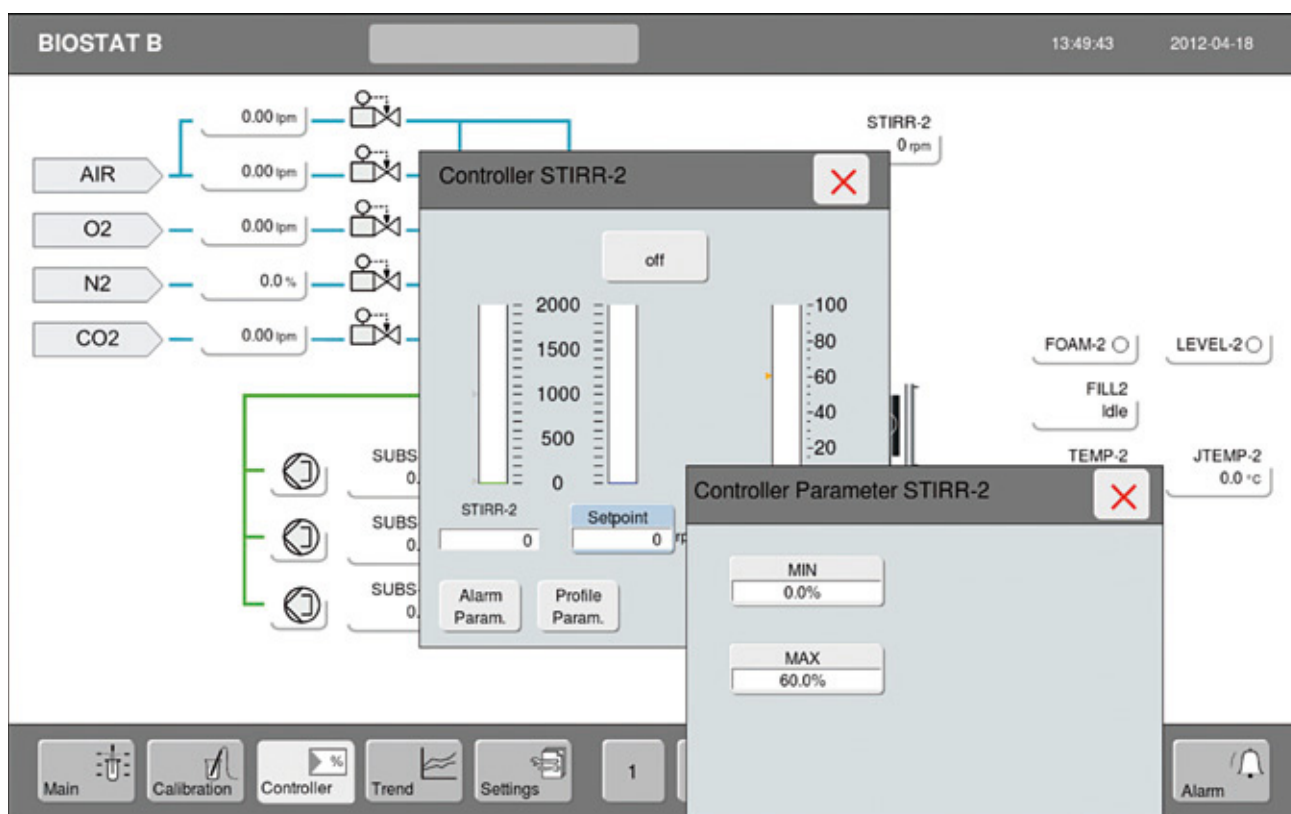 BIOSTAT B
13:49:43
2012-04-18
0.00 lpm
AIR
0.00 lpm
O2
0.00 lpm
N2
0.0 %
CO2
0.00 lpm
STIRR-2
0 rpm
Controller STIRR-2
off
2000
1500
1000
500
0
100
80
60
40
20
STIRR-2
0
Setpoint
0
Alarm
Param.
Profile
Param.
SUBS
0.
SUBS
0.
SUBS
0.
FOAM-2
LEVEL-2
FILL2
Idle
TEMP-2
JTEMP-2
0.0 °C
Controller Parameter STIRR-2
MIN
0.0%
MAX
60.0%
Main
Calibration
%
Controller
Trend
Settings
1
Alarm